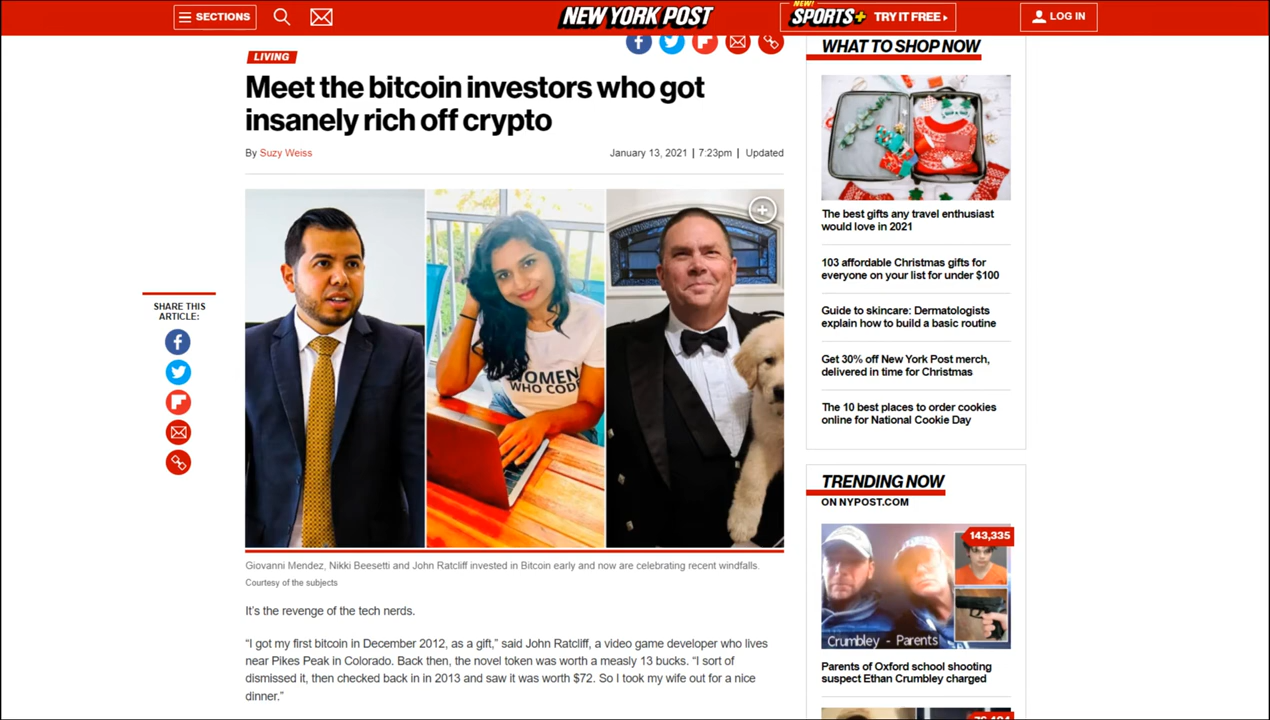 SECTIONS
NEW YORK POST
NEW!
SPORTS+
TRY IT FREE
LOG IN
LIVING
Meet the bitcoin investors who got
insanely rich off crypto
By Suzy Weiss
January 13, 2021 | 7:23pm | Updated
SHARE THIS
ARTICLE:
WOMEN
WHO CODE
Giovanni Mendez, Nikki Beesetti and John Ratcliff invested in Bitcoin early and now are celebrating recent windfalls.
Courtesy of the subjects
It's the revenge of the tech nerds.
“I got my first bitcoin in December 2012, as a gift,” said John Ratcliff, a video game developer who lives
near Pikes Peak in Colorado. Back then, the novel token was worth a measly 13 bucks. “I sort of
dismissed it, then checked back in in 2013 and saw it was worth $72. So I took my wife out for a nice
dinner.”
WHAT TO SHOP NOW
The best gifts any travel enthusiast
would love in 2021
103 affordable Christmas gifts for
everyone on your list for under $100
Guide to skincare: Dermatologists
explain how to build a basic routine
Get 30% off New York Post merch,
delivered in time for Christmas
The 10 best places to order cookies
online for National Cookie Day
TRENDING NOW
ON NYPOST.COM
143,335
Crumbley - Parents
Parents of Oxford school shooting
suspect Ethan Crumbley charged